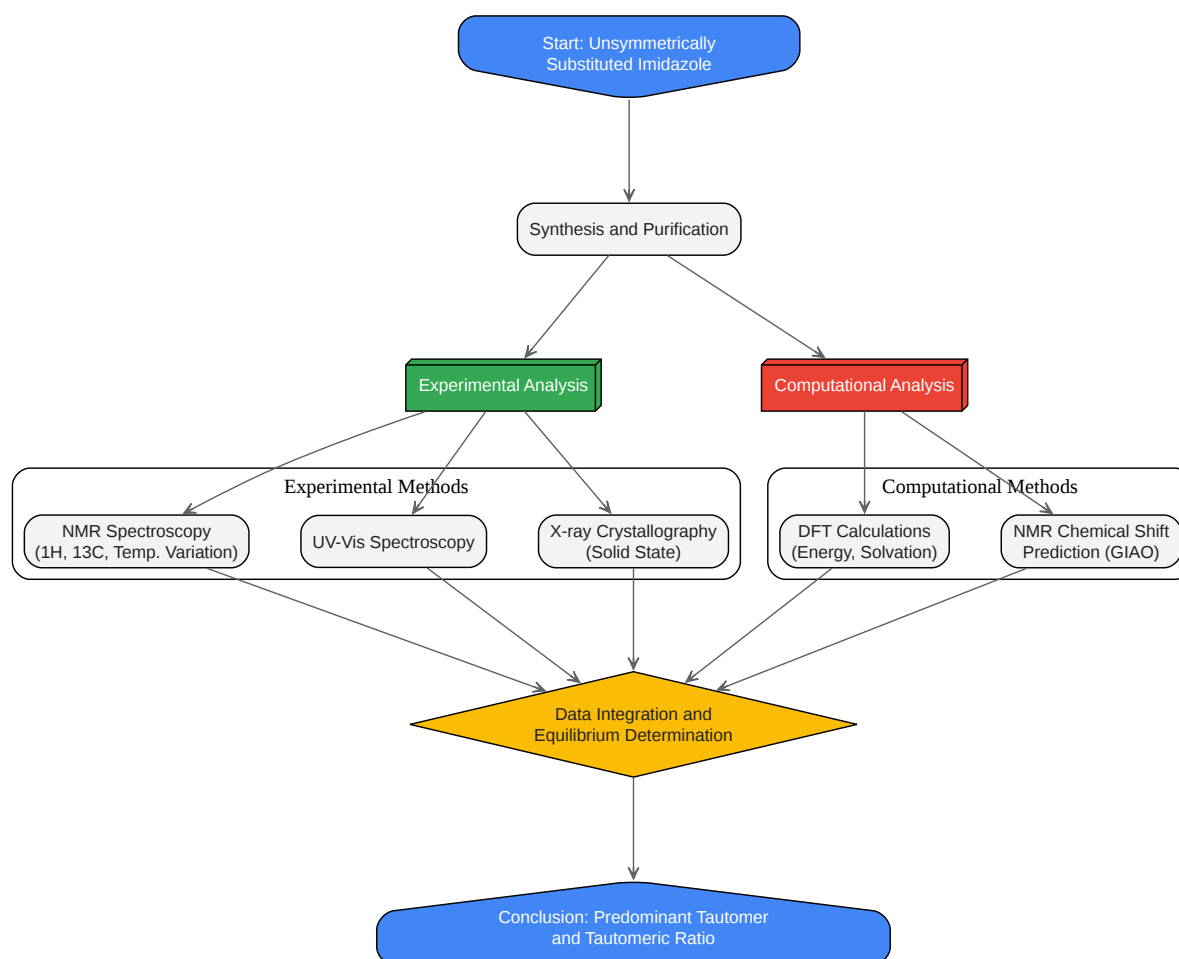 Start: Unsymmetrically
Substituted Imidazole
Synthesis and Purification
Experimental Analysis
Computational Analysis
Experimental Methods
Computational Methods
NMR Spectroscopy
(1H, 13C, Temp. Variation)
UV-Vis Spectroscopy
X-ray Crystallography
(Solid State)
DFT Calculations
(Energy, Solvation)
NMR Chemical Shift
Prediction (GIAO)
Data Integration and
Equilibrium Determination
Conclusion: Predominant Tautomer
and Tautomeric Ratio